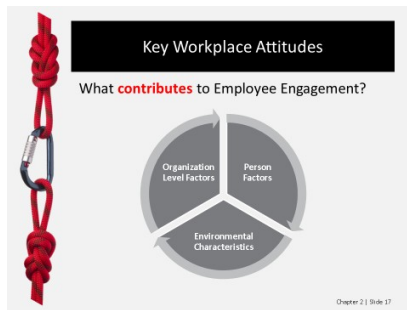 Key Workplace Attitudes
What contributes to Employee Engagement?
Organization
Level Factors
Person
Factors
Environmental
Characteristics
Chapter 2 | Slide 17